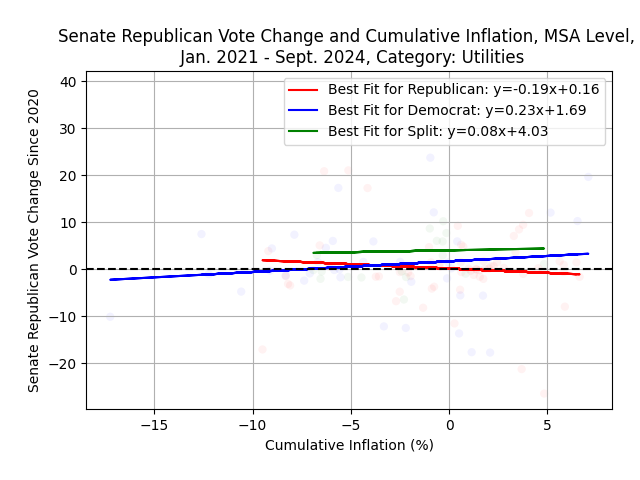 Senate Republican Vote Change and Cumulative Inflation, MSA Level,
Jan. 2021 - Sept. 2024, Category: Utilities
Best Fit for Republican: y=-0.19x+0.16
Best Fit for Democrat: y=0.23x+1.69
Best Fit for Split: y=0.08x+4.03
Senate Republican Vote Change Since 2020
40
30
20
10
0
−10
−20
−15
−10
−5
0
5
Cumulative Inflation (%)